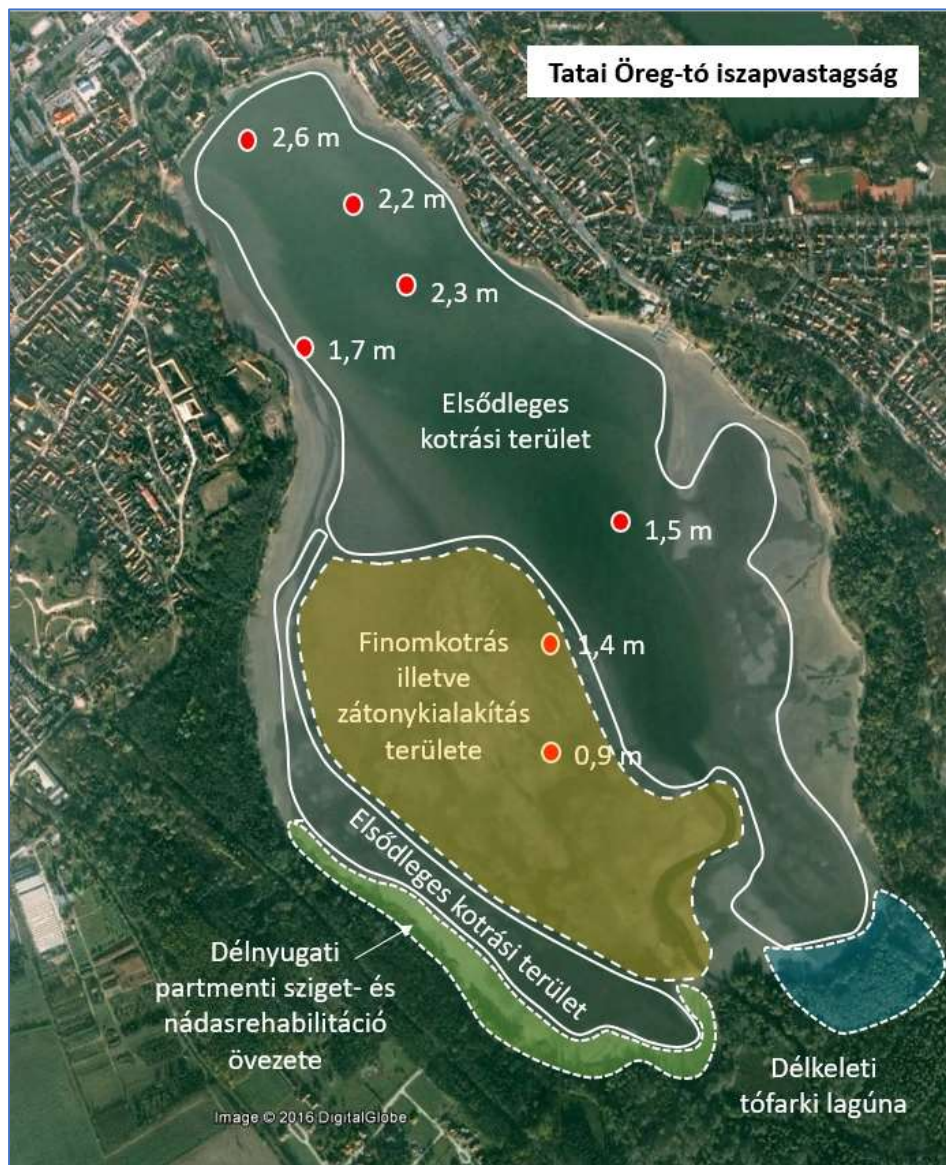 Tatai Öreg-tó iszapvastagság
2,6 m
2,2 m
2,3 m
1,7 m
Elsődleges
kotrási terület
1,5 m
Finomkotrás
illetve
zátonykialakítás
területe
1,4 m
0,9 m
Elsődleges kotrási terület
Délnyugati
partmenti sziget- és
nádasrehabilitáció
övezete
Délkeleti
tófarki lagúna
Image © 2016 DigitalGlobe